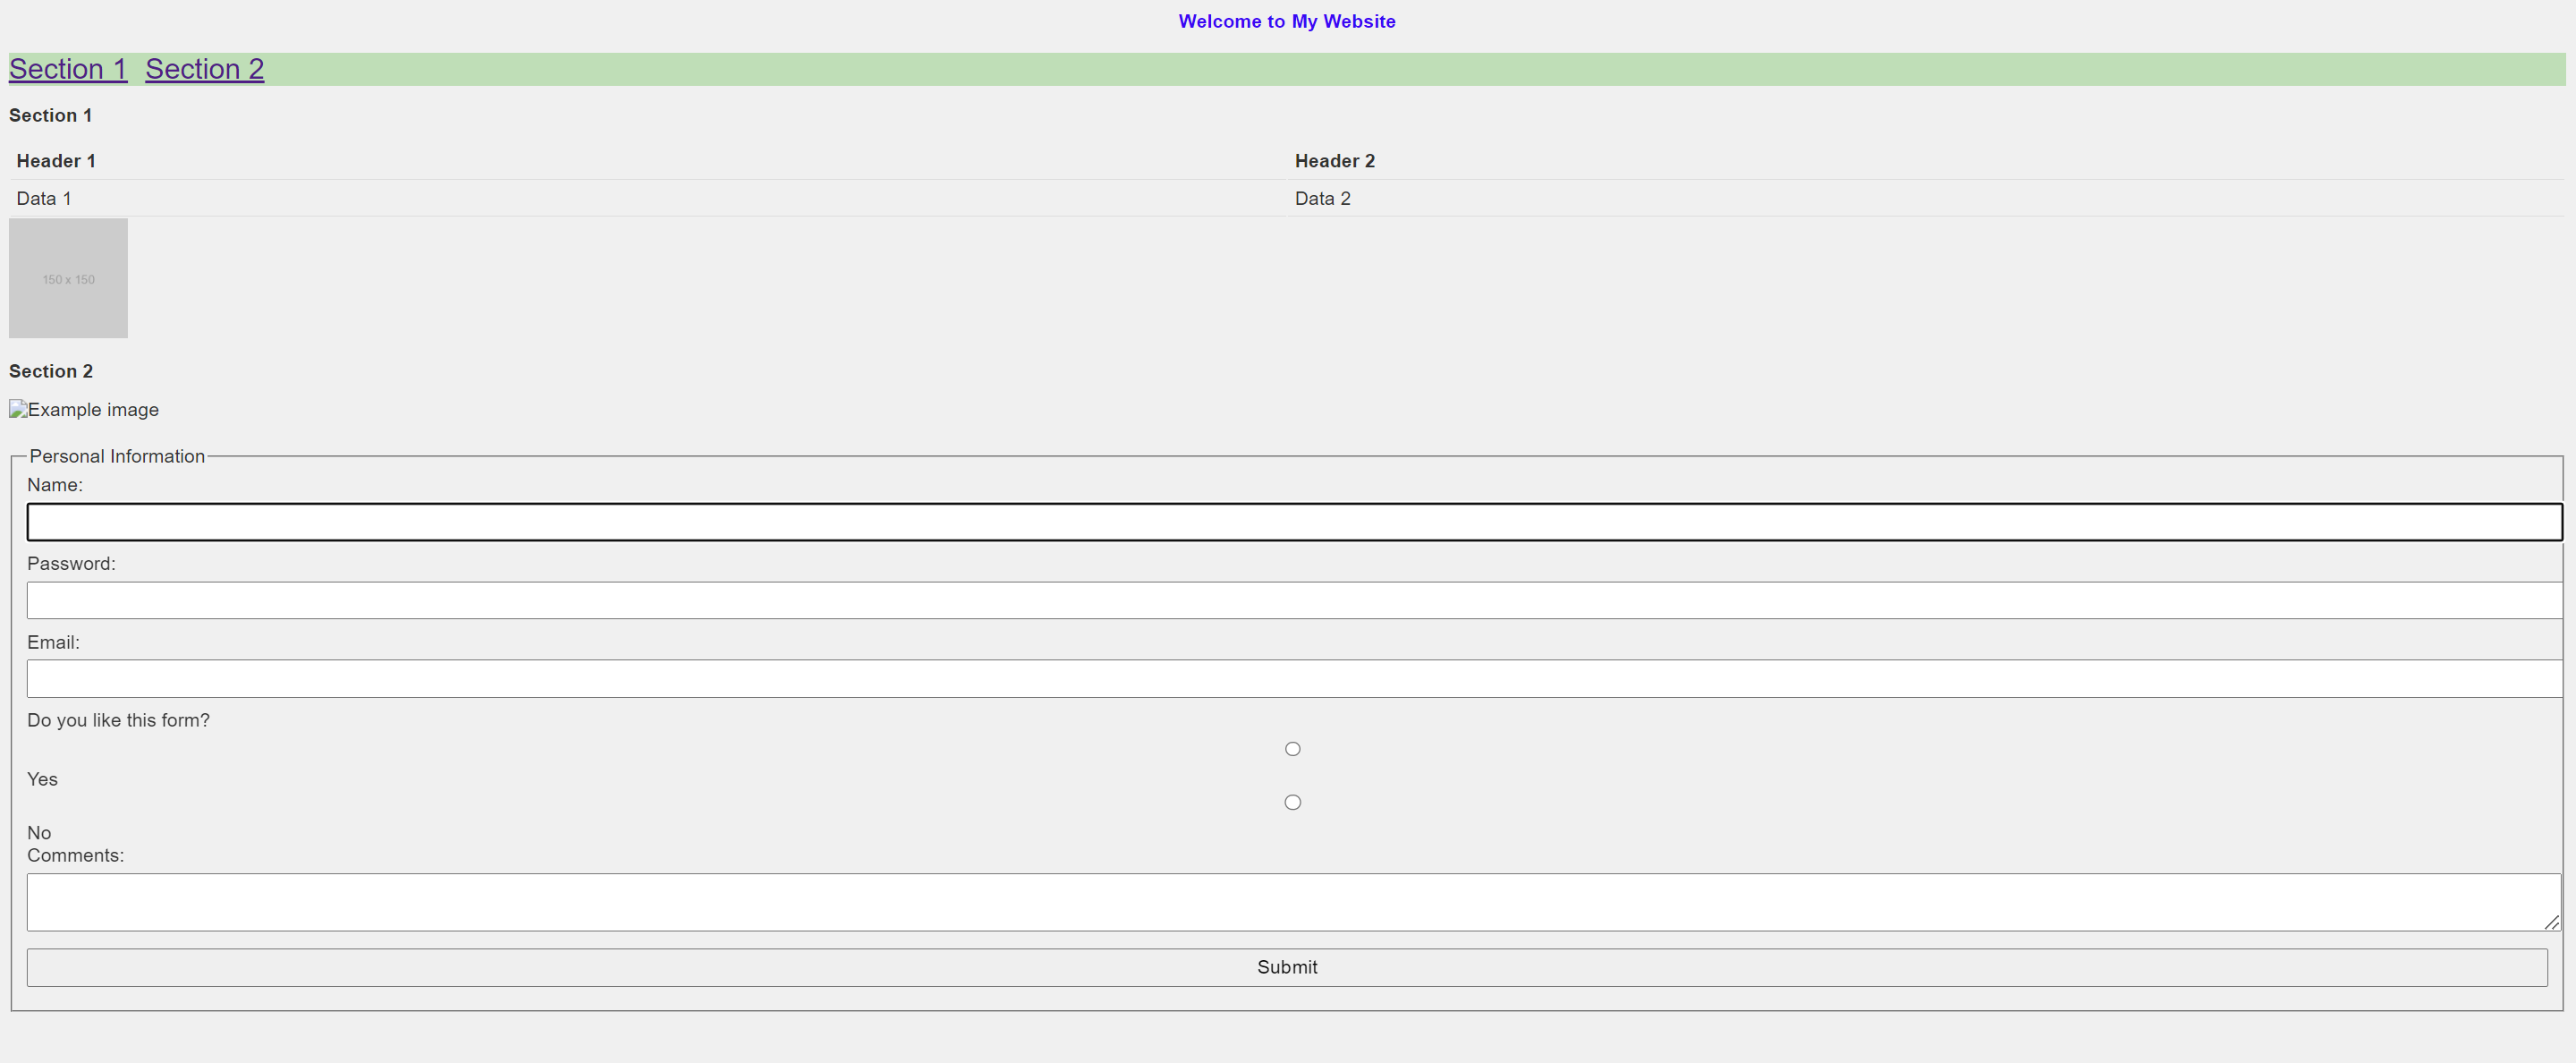 Welcome to My Website
Section 1 Section 2
Section 1
Header 1 Header 2
Data 1 Data 2
150 x 150
Section 2
Example image
Personal Information
Name:
Password:
Email:
Do you like this form?
Yes
No
Comments:
Submit